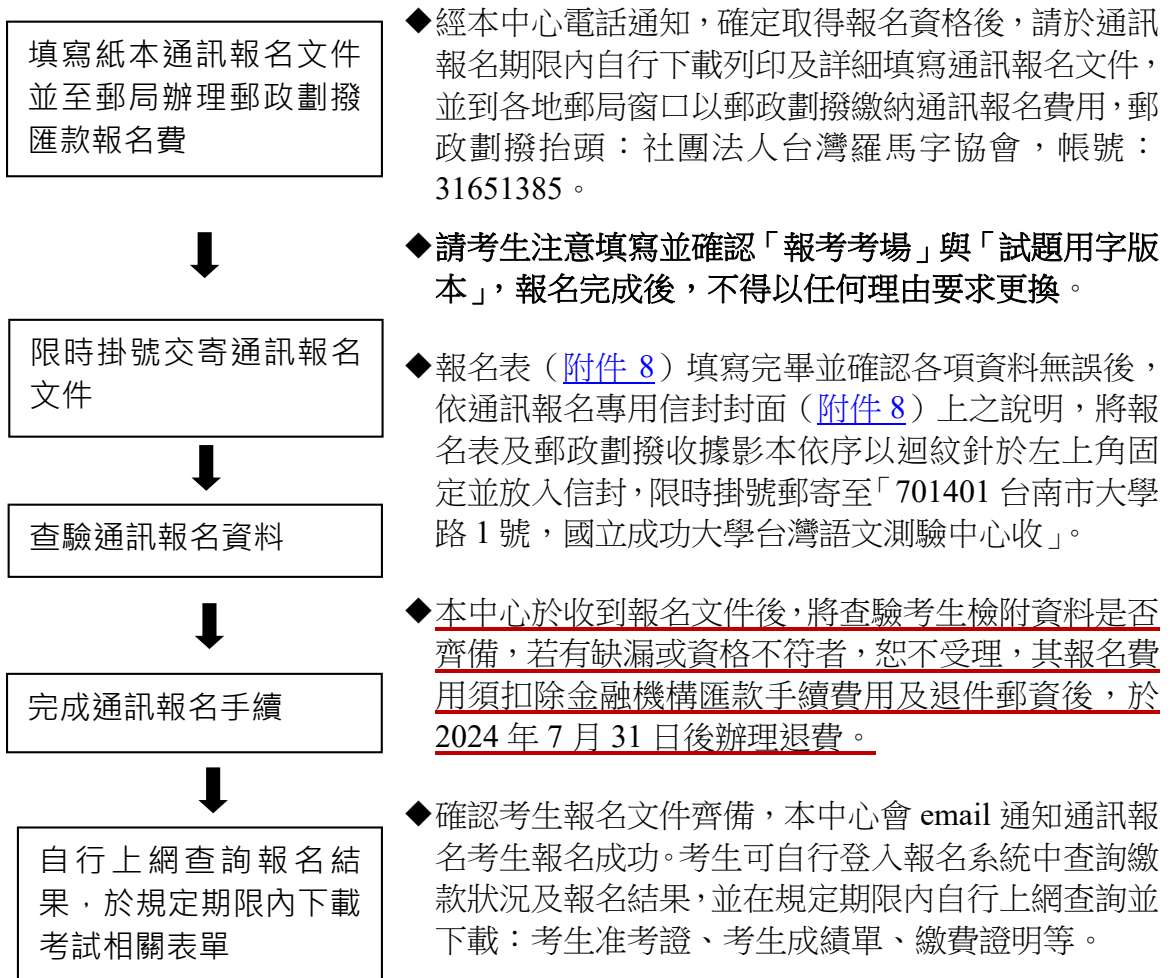 填寫紙本通訊報名文件
並至郵局辦理郵政劃撥
匯款報名費
◆經本中心電話通知，確定取得報名資格後，請於通訊
報名期限內自行下載列印及詳細填寫通訊報名文件，
並到各地郵局窗口以郵政劃撥繳納通訊報名費用，郵
政劃撥抬頭：社團法人台灣羅馬字協會，帳號：
31651385。
◆請考生注意填寫並確認「報考考場」與「試題用字版
本」，報名完成後，不得以任何理由要求更換。
限時掛號交寄通訊報名
文件
◆報名表（附件 8）填寫完畢並確認各項資料無誤後，
依通訊報名專用信封封面（附件 8）上之說明，將報
名表及郵政劃撥收據影本依序以迴紋針於左上角固
定並放入信封，限時掛號郵寄至「701401 台南市大學
路 1 號，國立成功大學台灣語文測驗中心收」。
查驗通訊報名資料
◆本中心於收到報名文件後，將查驗考生檢附資料是否
齊備，若有缺漏或資格不符者，恕不受理，其報名費
用須扣除金融機構匯款手續費用及退件郵資後，於
2024 年 7 月 31 日後辦理退費。
完成通訊報名手續
◆確認考生報名文件齊備，本中心會 email 通知通訊報
名考生報名成功。考生可自行登入報名系統中查詢繳
款狀況及報名結果，並在規定期限內自行上網查詢並
下載：考生准考證、考生成績單、繳費證明等。
自行上網查詢報名結
果，於規定期限內下載
考試相關表單